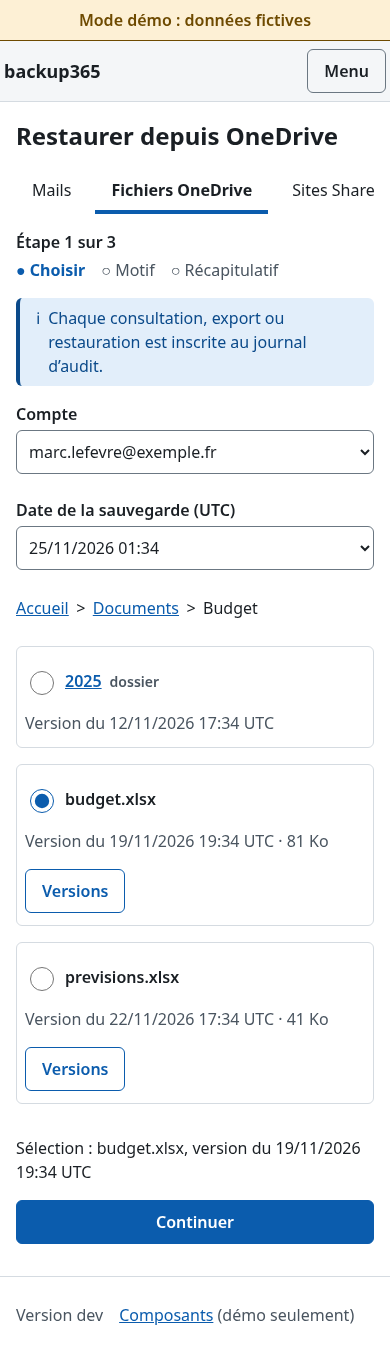 Mode démo : données fictives
backup365
Menu
Restaurer depuis OneDrive
Mails
Fichiers OneDrive
Sites Share
Étape 1 sur 3
● Choisir
○ Motif
○ Récapitulatif
i Chaque consultation, export ou
restauration est inscrite au journal
d’audit.
Compte
marc.lefevre@exemple.fr
Date de la sauvegarde (UTC)
25/11/2026 01:34
Accueil > Documents > Budget
2025 dossier
Version du 12/11/2026 17:34 UTC
budget.xlsx
Version du 19/11/2026 19:34 UTC · 81 Ko
Versions
previsions.xlsx
Version du 22/11/2026 17:34 UTC · 41 Ko
Versions
Sélection : budget.xlsx, version du 19/11/2026
19:34 UTC
Continuer
Version dev Composants (démo seulement)